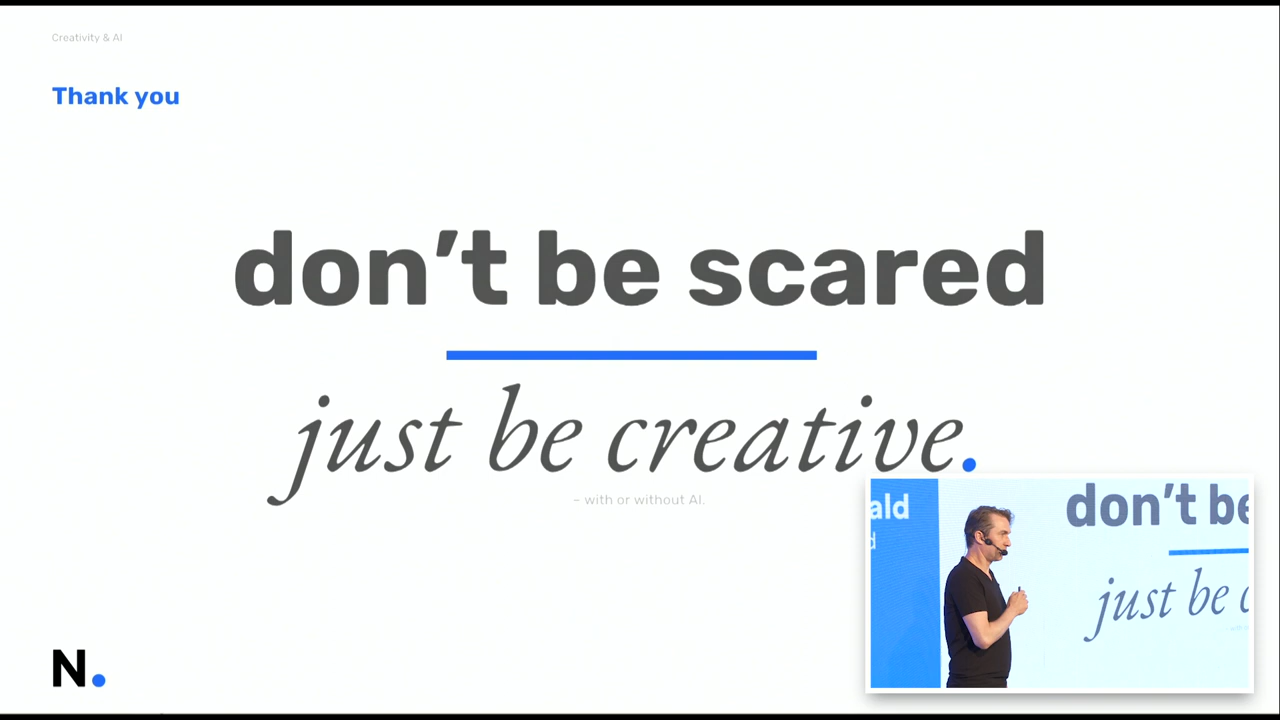 Creativity & AI
Thank you
don’t be scared
just be creative.
– with or without AI.
N.
ald
d
don’t be
just be c